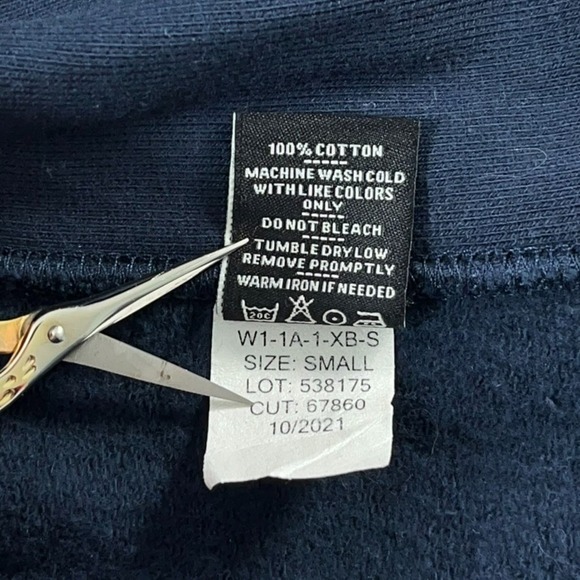 100% COTTON
MACHINE WASH COLD
WITH LIKE COLORS
ONLY
DO NOT BLEACH
TUMBLE DRY LOW
REMOVE PROMPTLY
WARM IRON IF NEEDED
20C
W1-1A-1-XB-S
SIZE: SMALL
LOT: 538175
CUT: 67860
10/2021